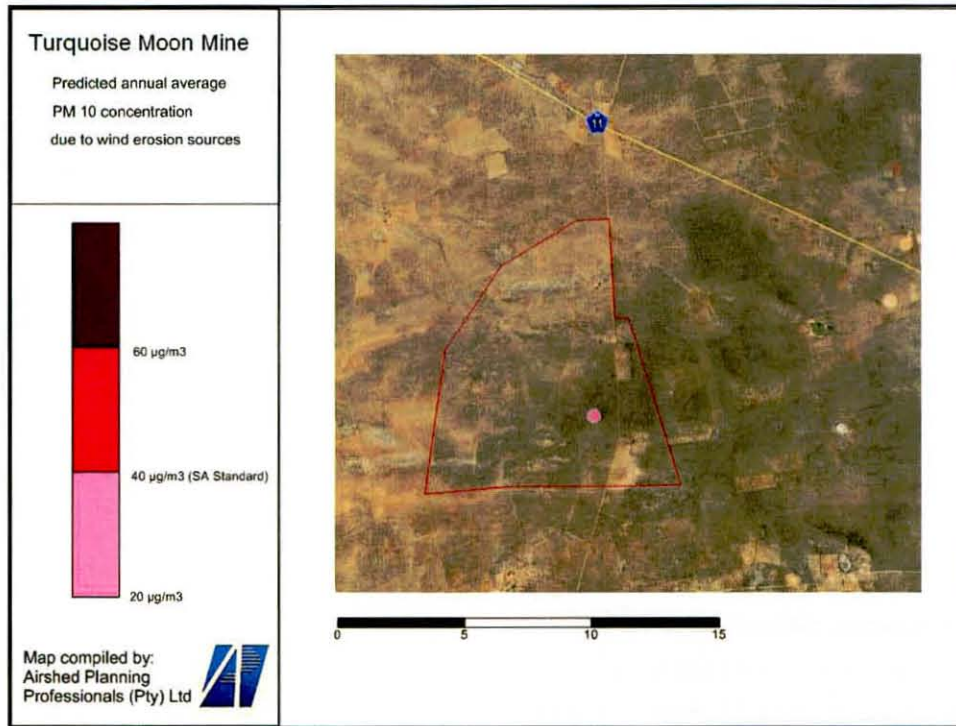 Turquoise Moon Mine
Predicted annual average
PM 10 concentration
due to wind erosion sources
60 µg/m3
40 µg/m3 (SA Standard)
20 µg/m3
Map compiled by:
Airshed Planning
Professionals (Pty) Ltd
11
0 5 10 15